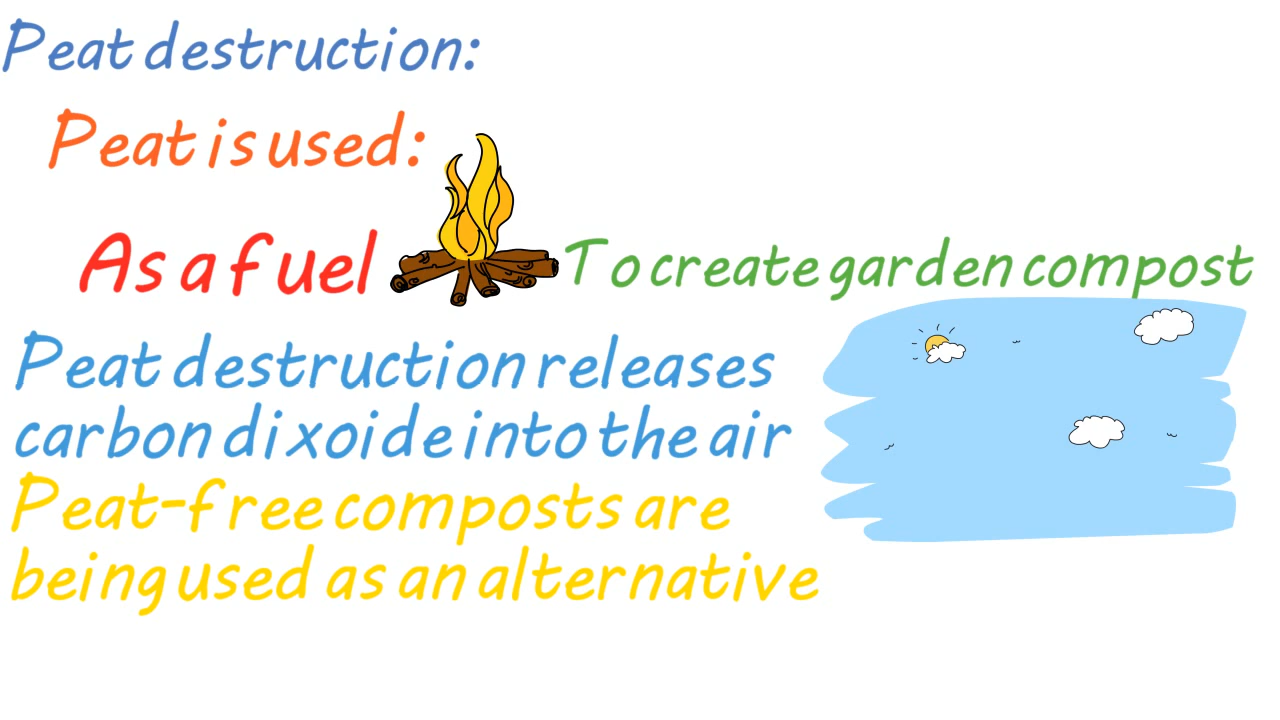 Peat destruction:
Peat is used:
As a fuel
To create garden compost
Peat destruction releases
carbon dixoide into the air
Peat-free composts are
being used as an alternative